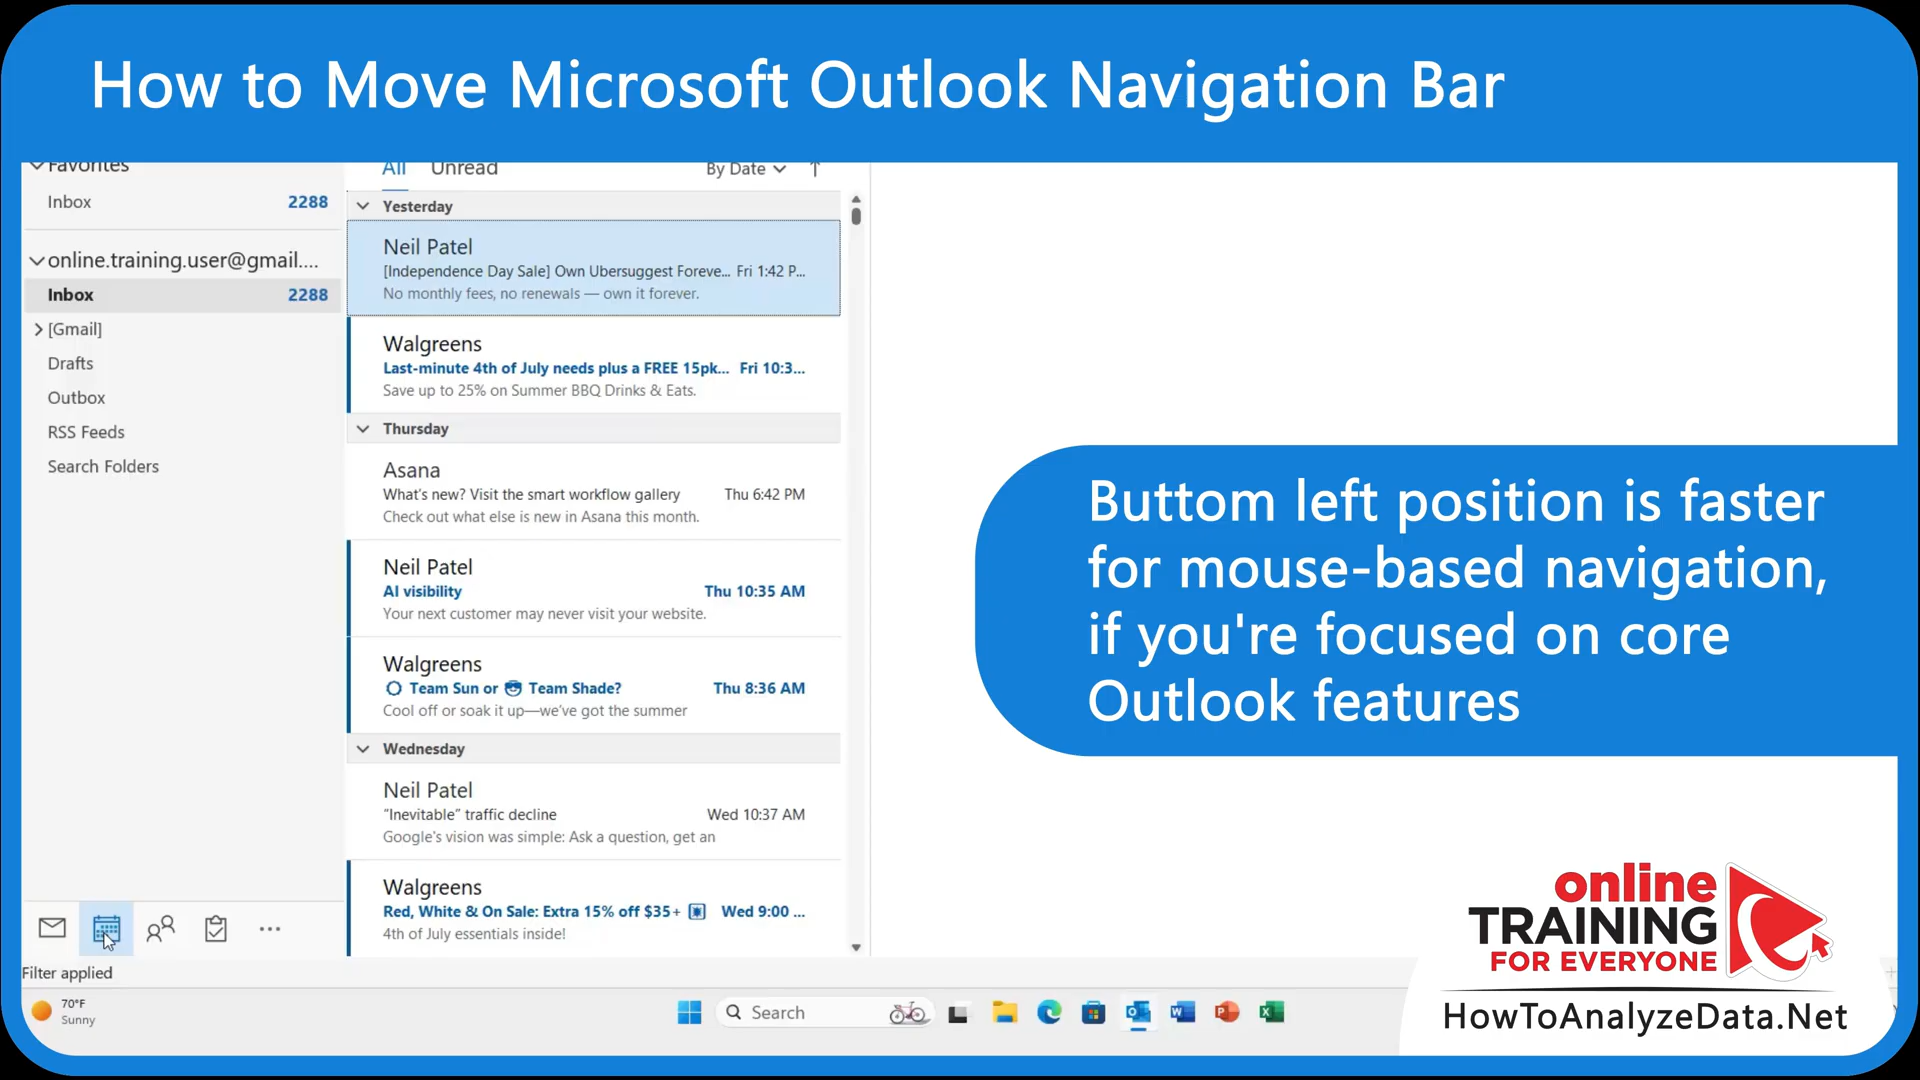 How to Move Microsoft Outlook Navigation Bar
Favorites
Inbox 2288
online.training.user@gmail....
Inbox 2288
[Gmail]
Drafts
Outbox
RSS Feeds
Search Folders
All Unread By Date
Yesterday
Neil Patel
[Independence Day Sale] Own Ubersuggest Foreve... Fri 1:42 P...
No monthly fees, no renewals — own it forever.
Walgreens
Last-minute 4th of July needs plus a FREE 15pk... Fri 10:3...
Save up to 25% on Summer BBQ Drinks & Eats.
Thursday
Asana
What's new? Visit the smart workflow gallery Thu 6:42 PM
Check out what else is new in Asana this month.
Neil Patel
AI visibility Thu 10:35 AM
Your next customer may never visit your website.
Walgreens
Team Sun or Team Shade? Thu 8:36 AM
Cool off or soak it up—we've got the summer
Wednesday
Neil Patel
“Inevitable” traffic decline Wed 10:37 AM
Google's vision was simple: Ask a question, get an
Walgreens
Red, White & On Sale: Extra 15% off $35+ Wed 9:00 ...
4th of July essentials inside!
Buttom left position is faster
for mouse-based navigation,
if you're focused on core
Outlook features
Filter applied
70°F
Sunny
Search
online
TRAINING
FOR EVERYONE
HowToAnalyzeData.Net